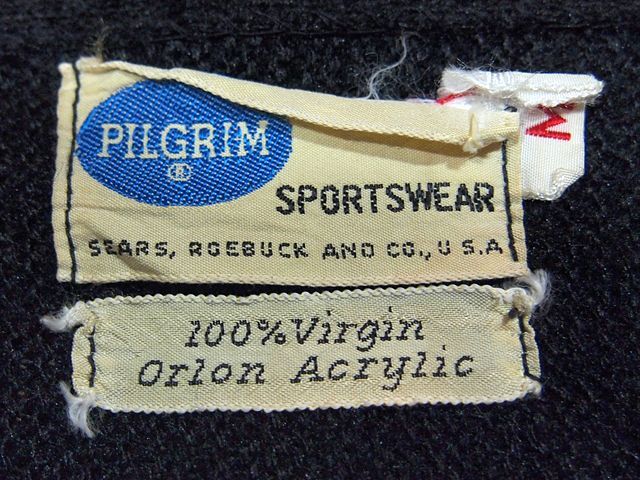 PILGRIM
®
SPORTSWEAR
SEARS, ROEBUCK AND CO., U.S.A
100% Virgin
Orlon Acrylic
M